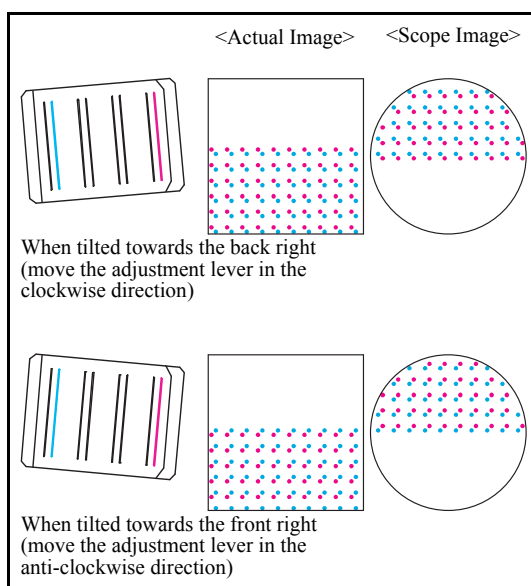 <Actual Image> <Scope Image>
When tilted towards the back right
(move the adjustment lever in the
clockwise direction)
When tilted towards the front right
(move the adjustment lever in the
anti-clockwise direction)